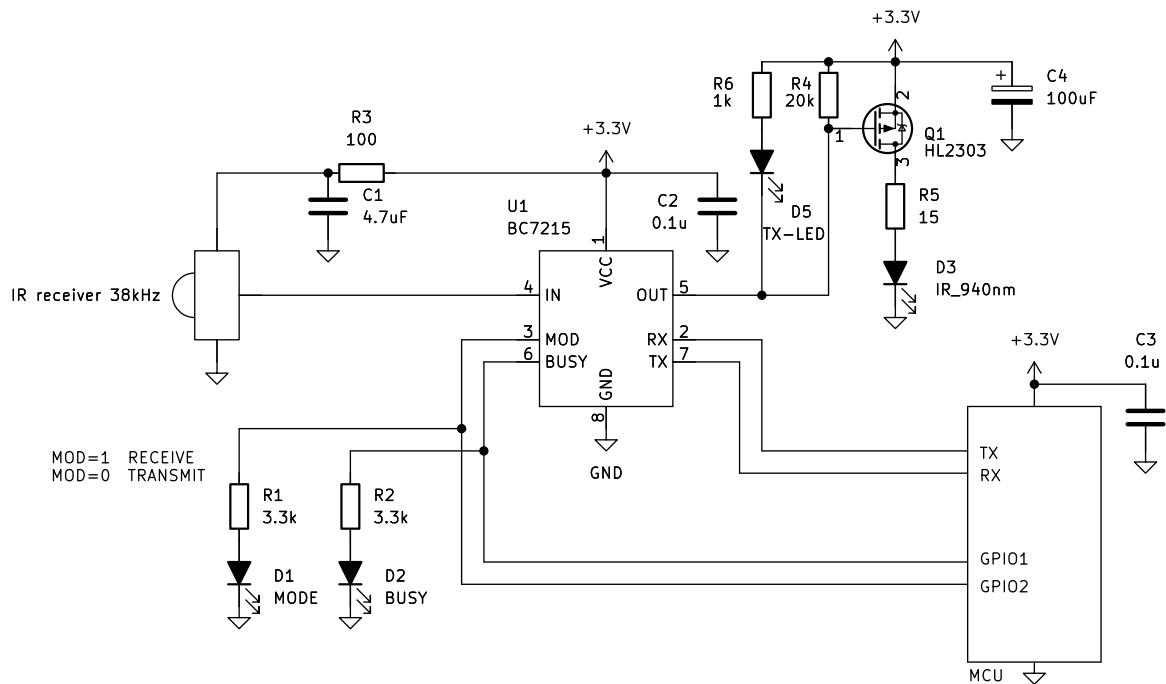 +3.3V
R6
1k
R4
20k
+
C4
100uF
2
1
Q1
HL2303
3
R3
100
+3.3V
C1
4.7uF
C2
0.1u
U1
BC7215
R5
15
D5
TX-LED
1
VCC
IR receiver 38kHz
4
IN
OUT
5
D3
IR_940nm
3
MOD
RX
2
6
BUSY
TX
7
GND
8
GND
+3.3V
C3
0.1u
MOD=1 RECEIVE
MOD=0 TRANSMIT
TX
RX
R1
3.3k
R2
3.3k
GPIO1
GPIO2
D1
MODE
D2
BUSY
MCU